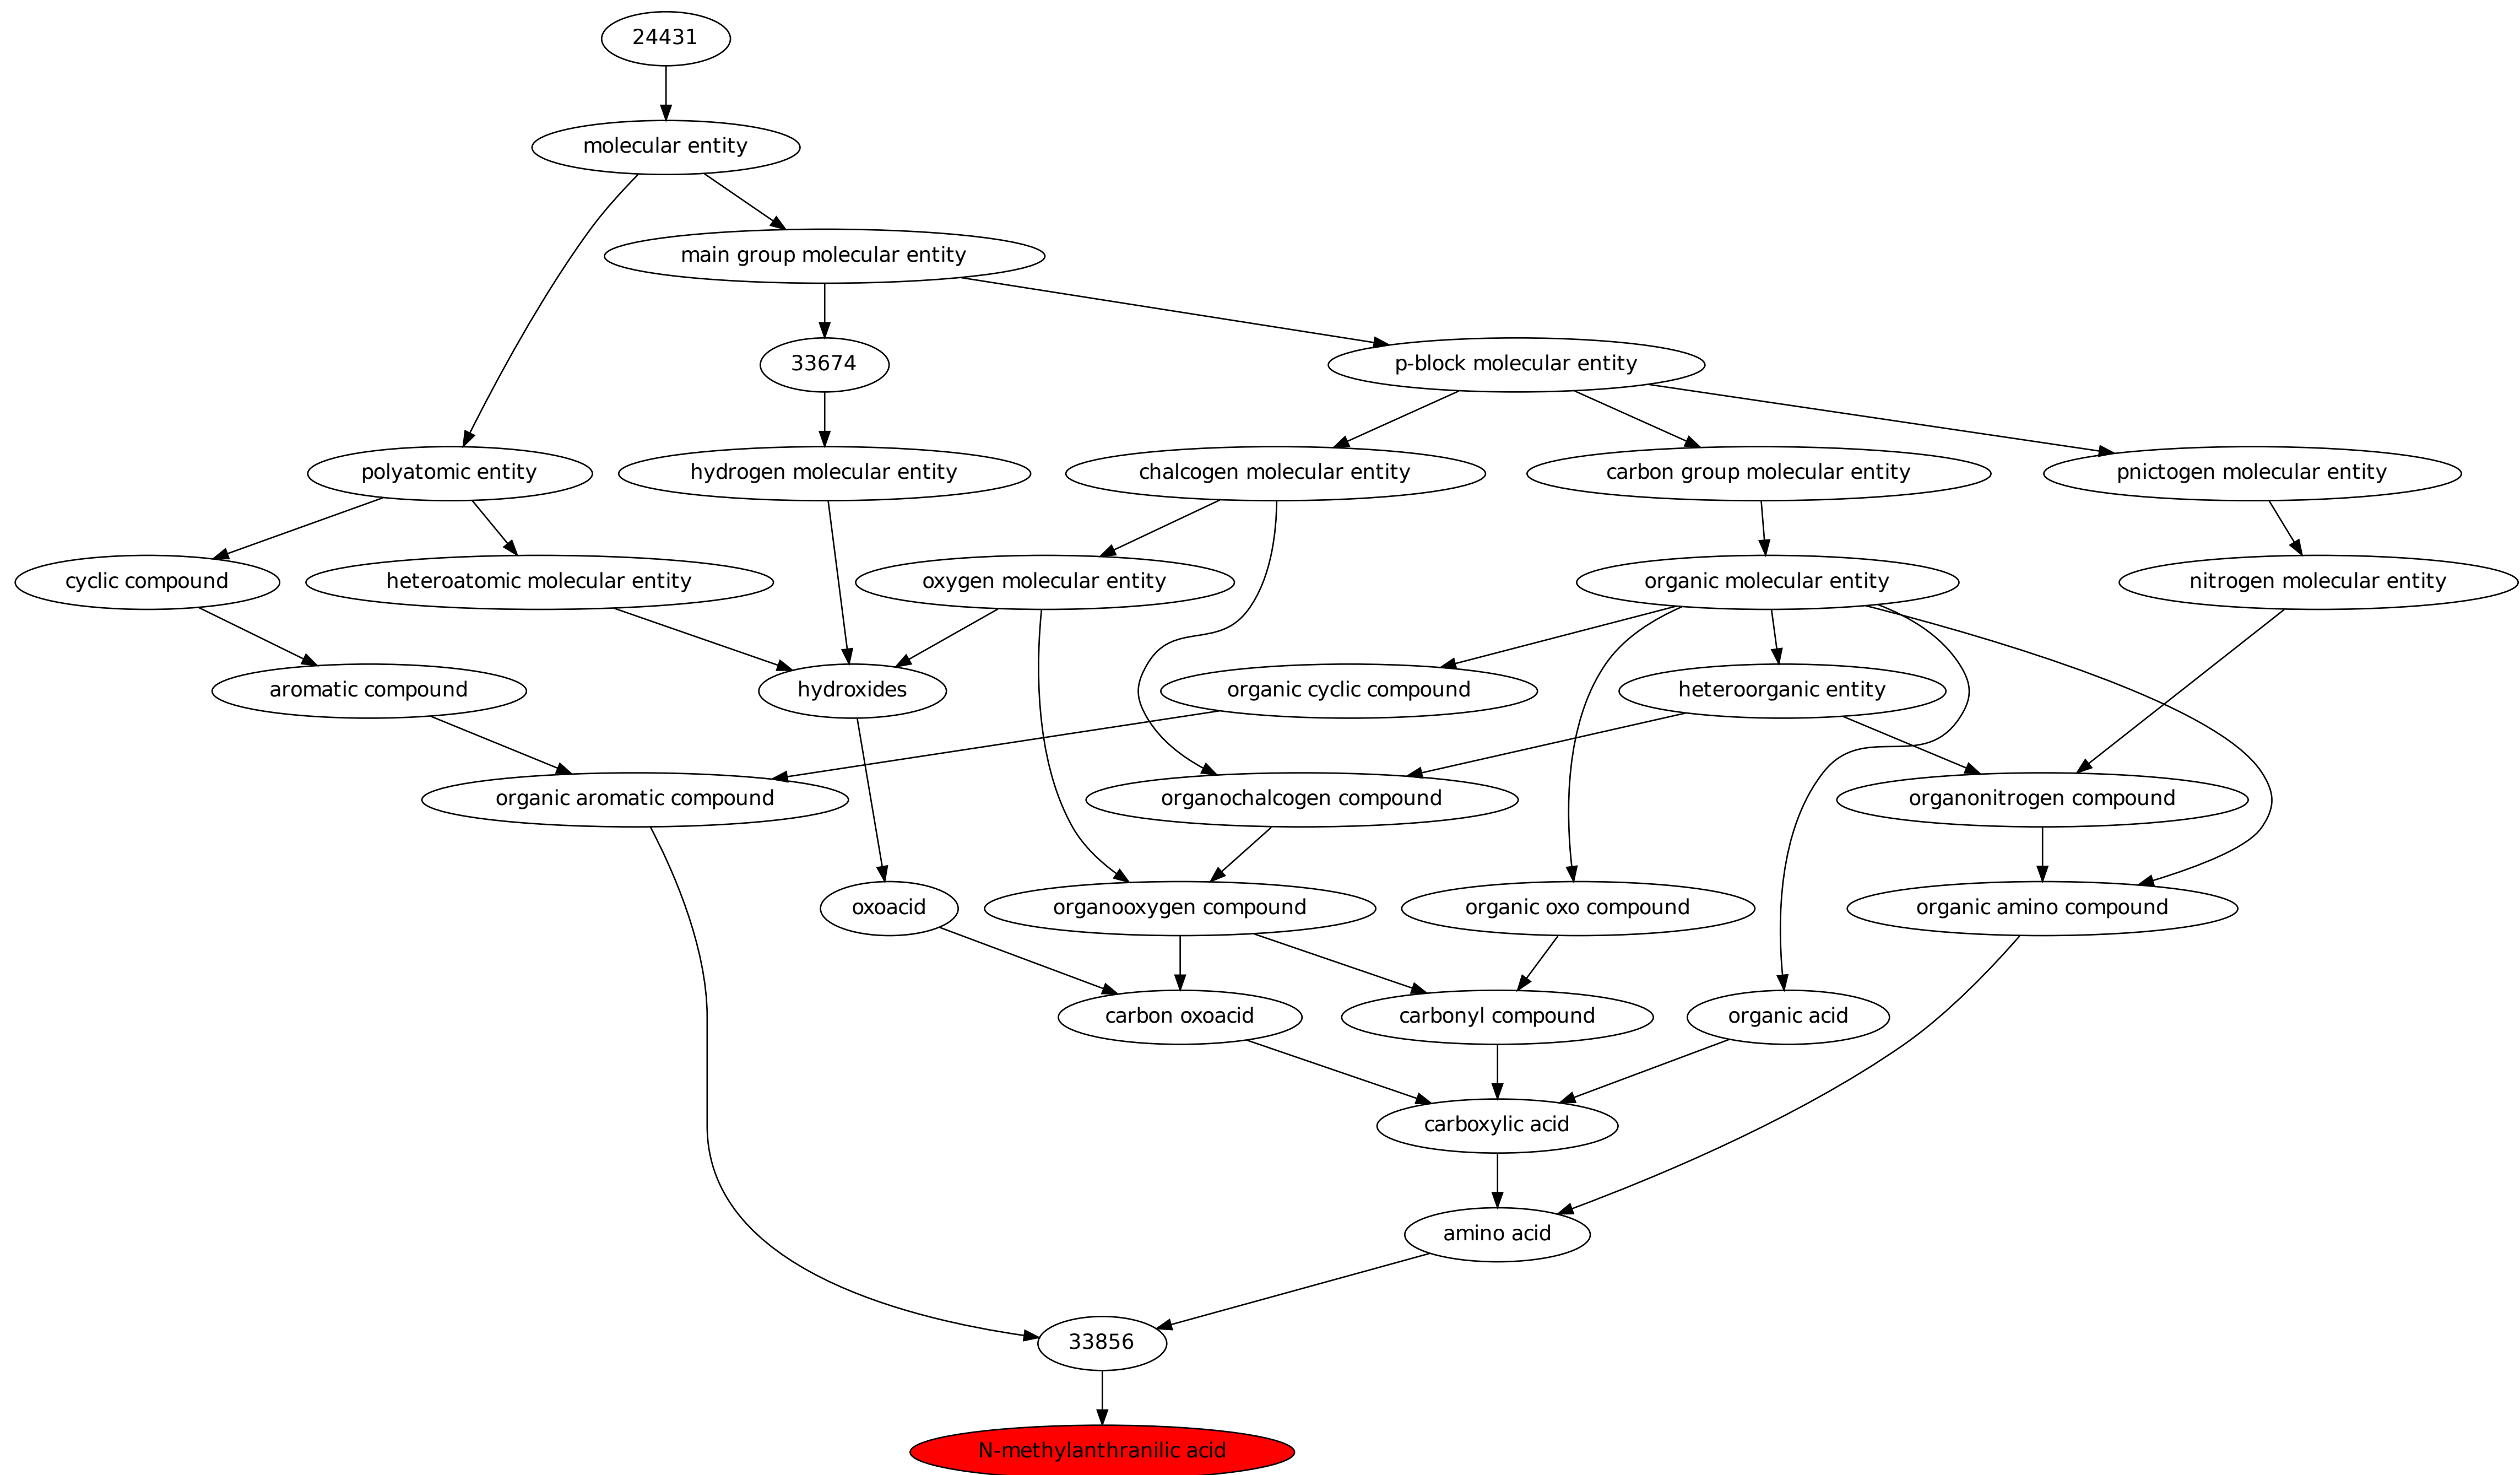 24431
molecular entity
main group molecular entity
33674
p-block molecular entity
polyatomic entity
hydrogen molecular entity
chalcogen molecular entity
carbon group molecular entity
pnictogen molecular entity
cyclic compound
heteroatomic molecular entity
oxygen molecular entity
organic molecular entity
nitrogen molecular entity
aromatic compound
hydroxides
organic cyclic compound
heteroorganic entity
organic aromatic compound
organochalcogen compound
organonitrogen compound
oxoacid
organooxygen compound
organic oxo compound
organic amino compound
carbon oxoacid
carbonyl compound
organic acid
carboxylic acid
amino acid
33856
N-methylanthranilic acid